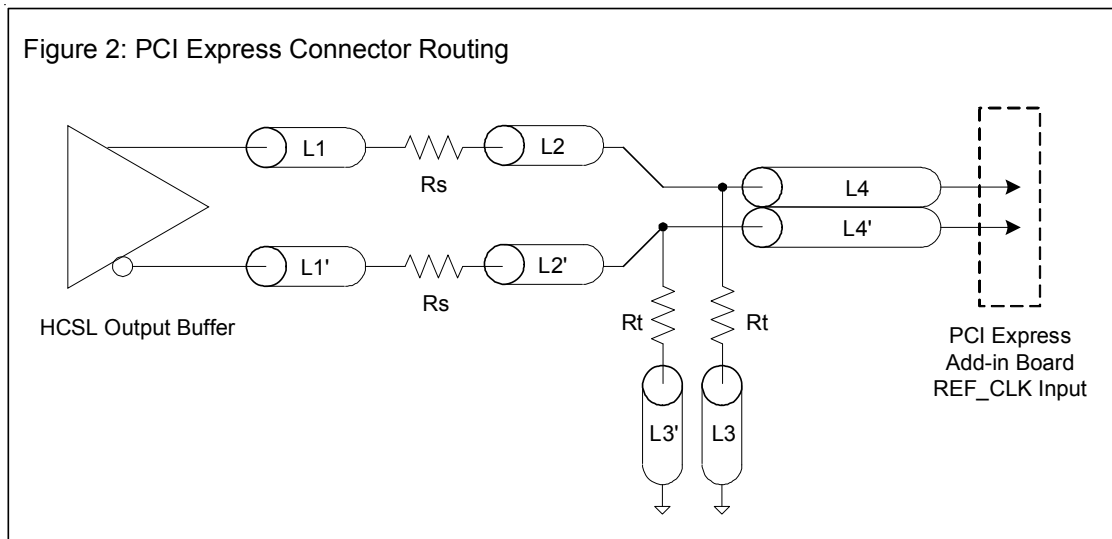 Figure 2: PCI Express Connector Routing
L1
Rs
L2
L4
L4'
L1'
Rs
L2'
HCSL Output Buffer
Rt
Rt
L3'
L3
PCI Express
Add-in Board
REF_CLK Input